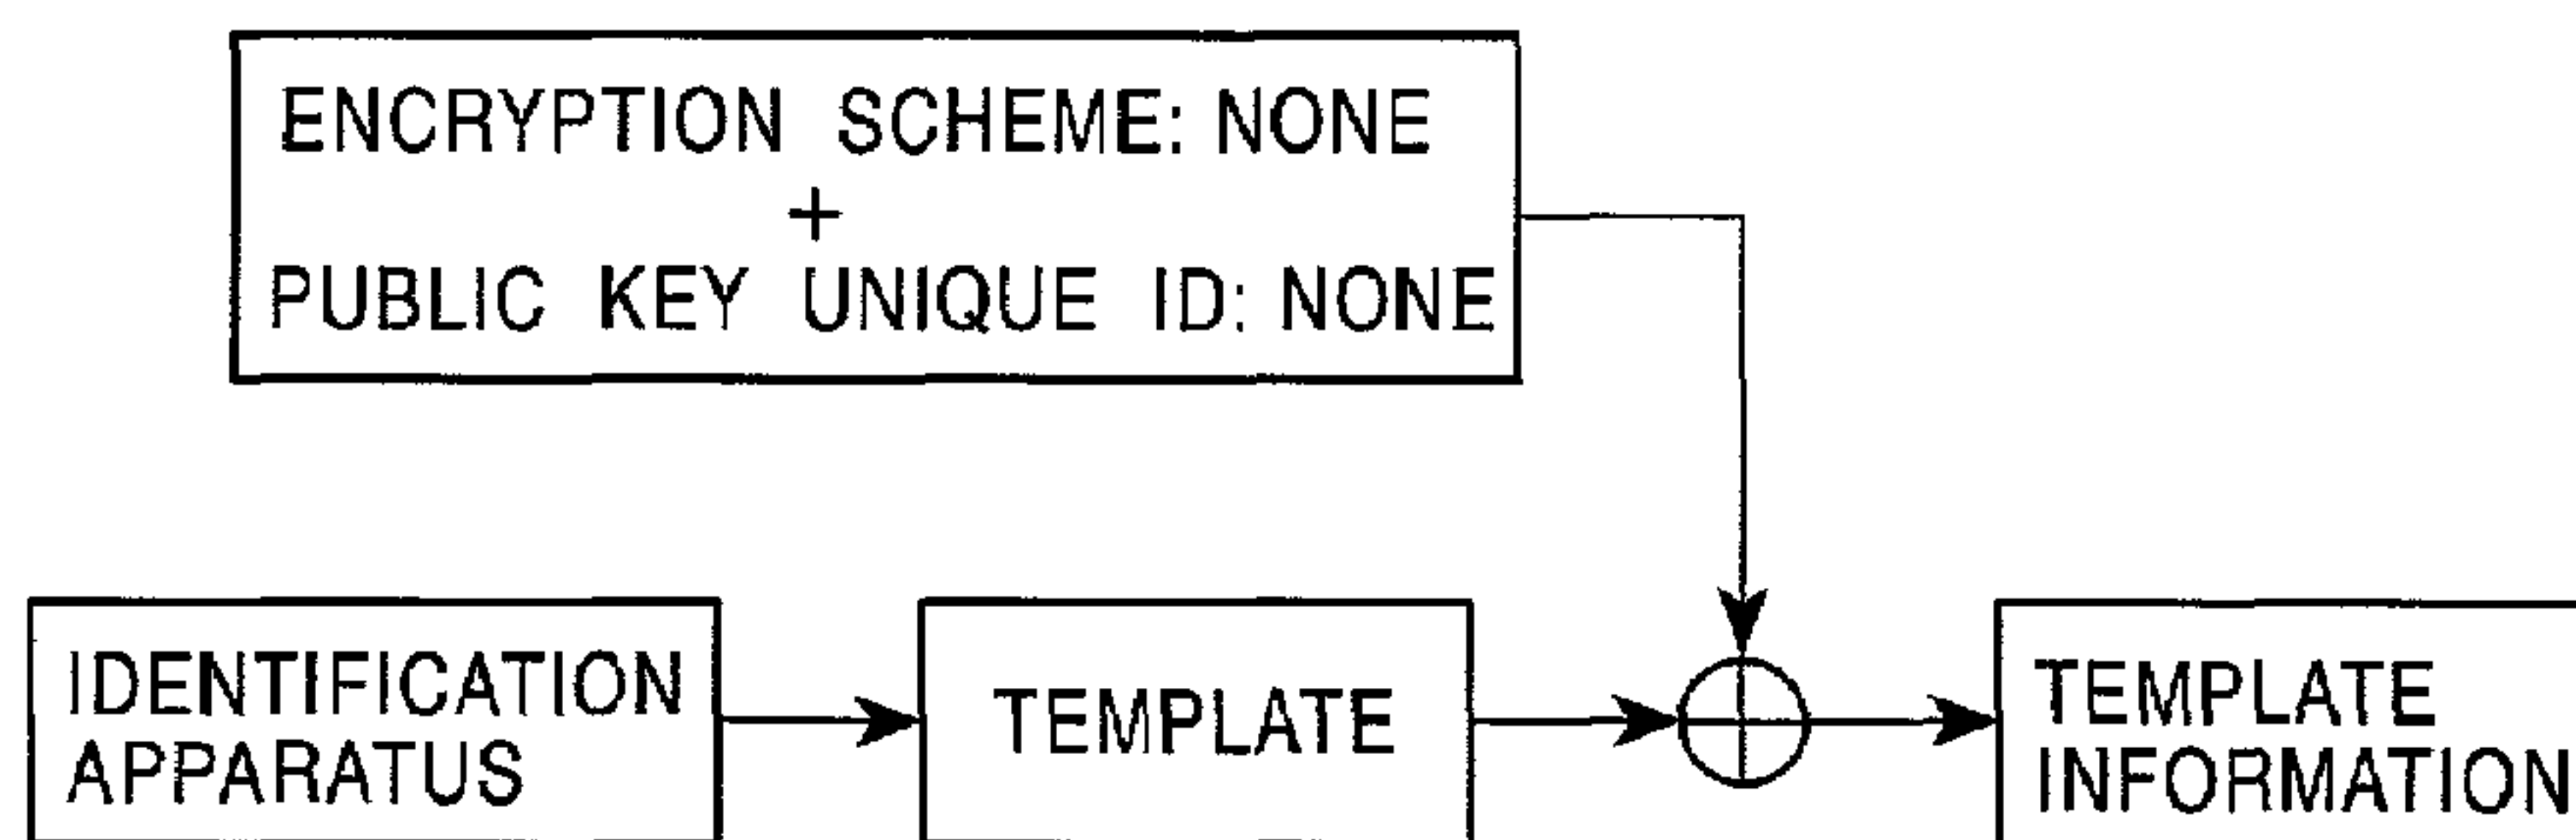 ENCRYPTION SCHEME: NONE
+
PUBLIC KEY UNIQUE ID: NONE
IDENTIFICATION
APPARATUS
TEMPLATE
TEMPLATE
INFORMATION